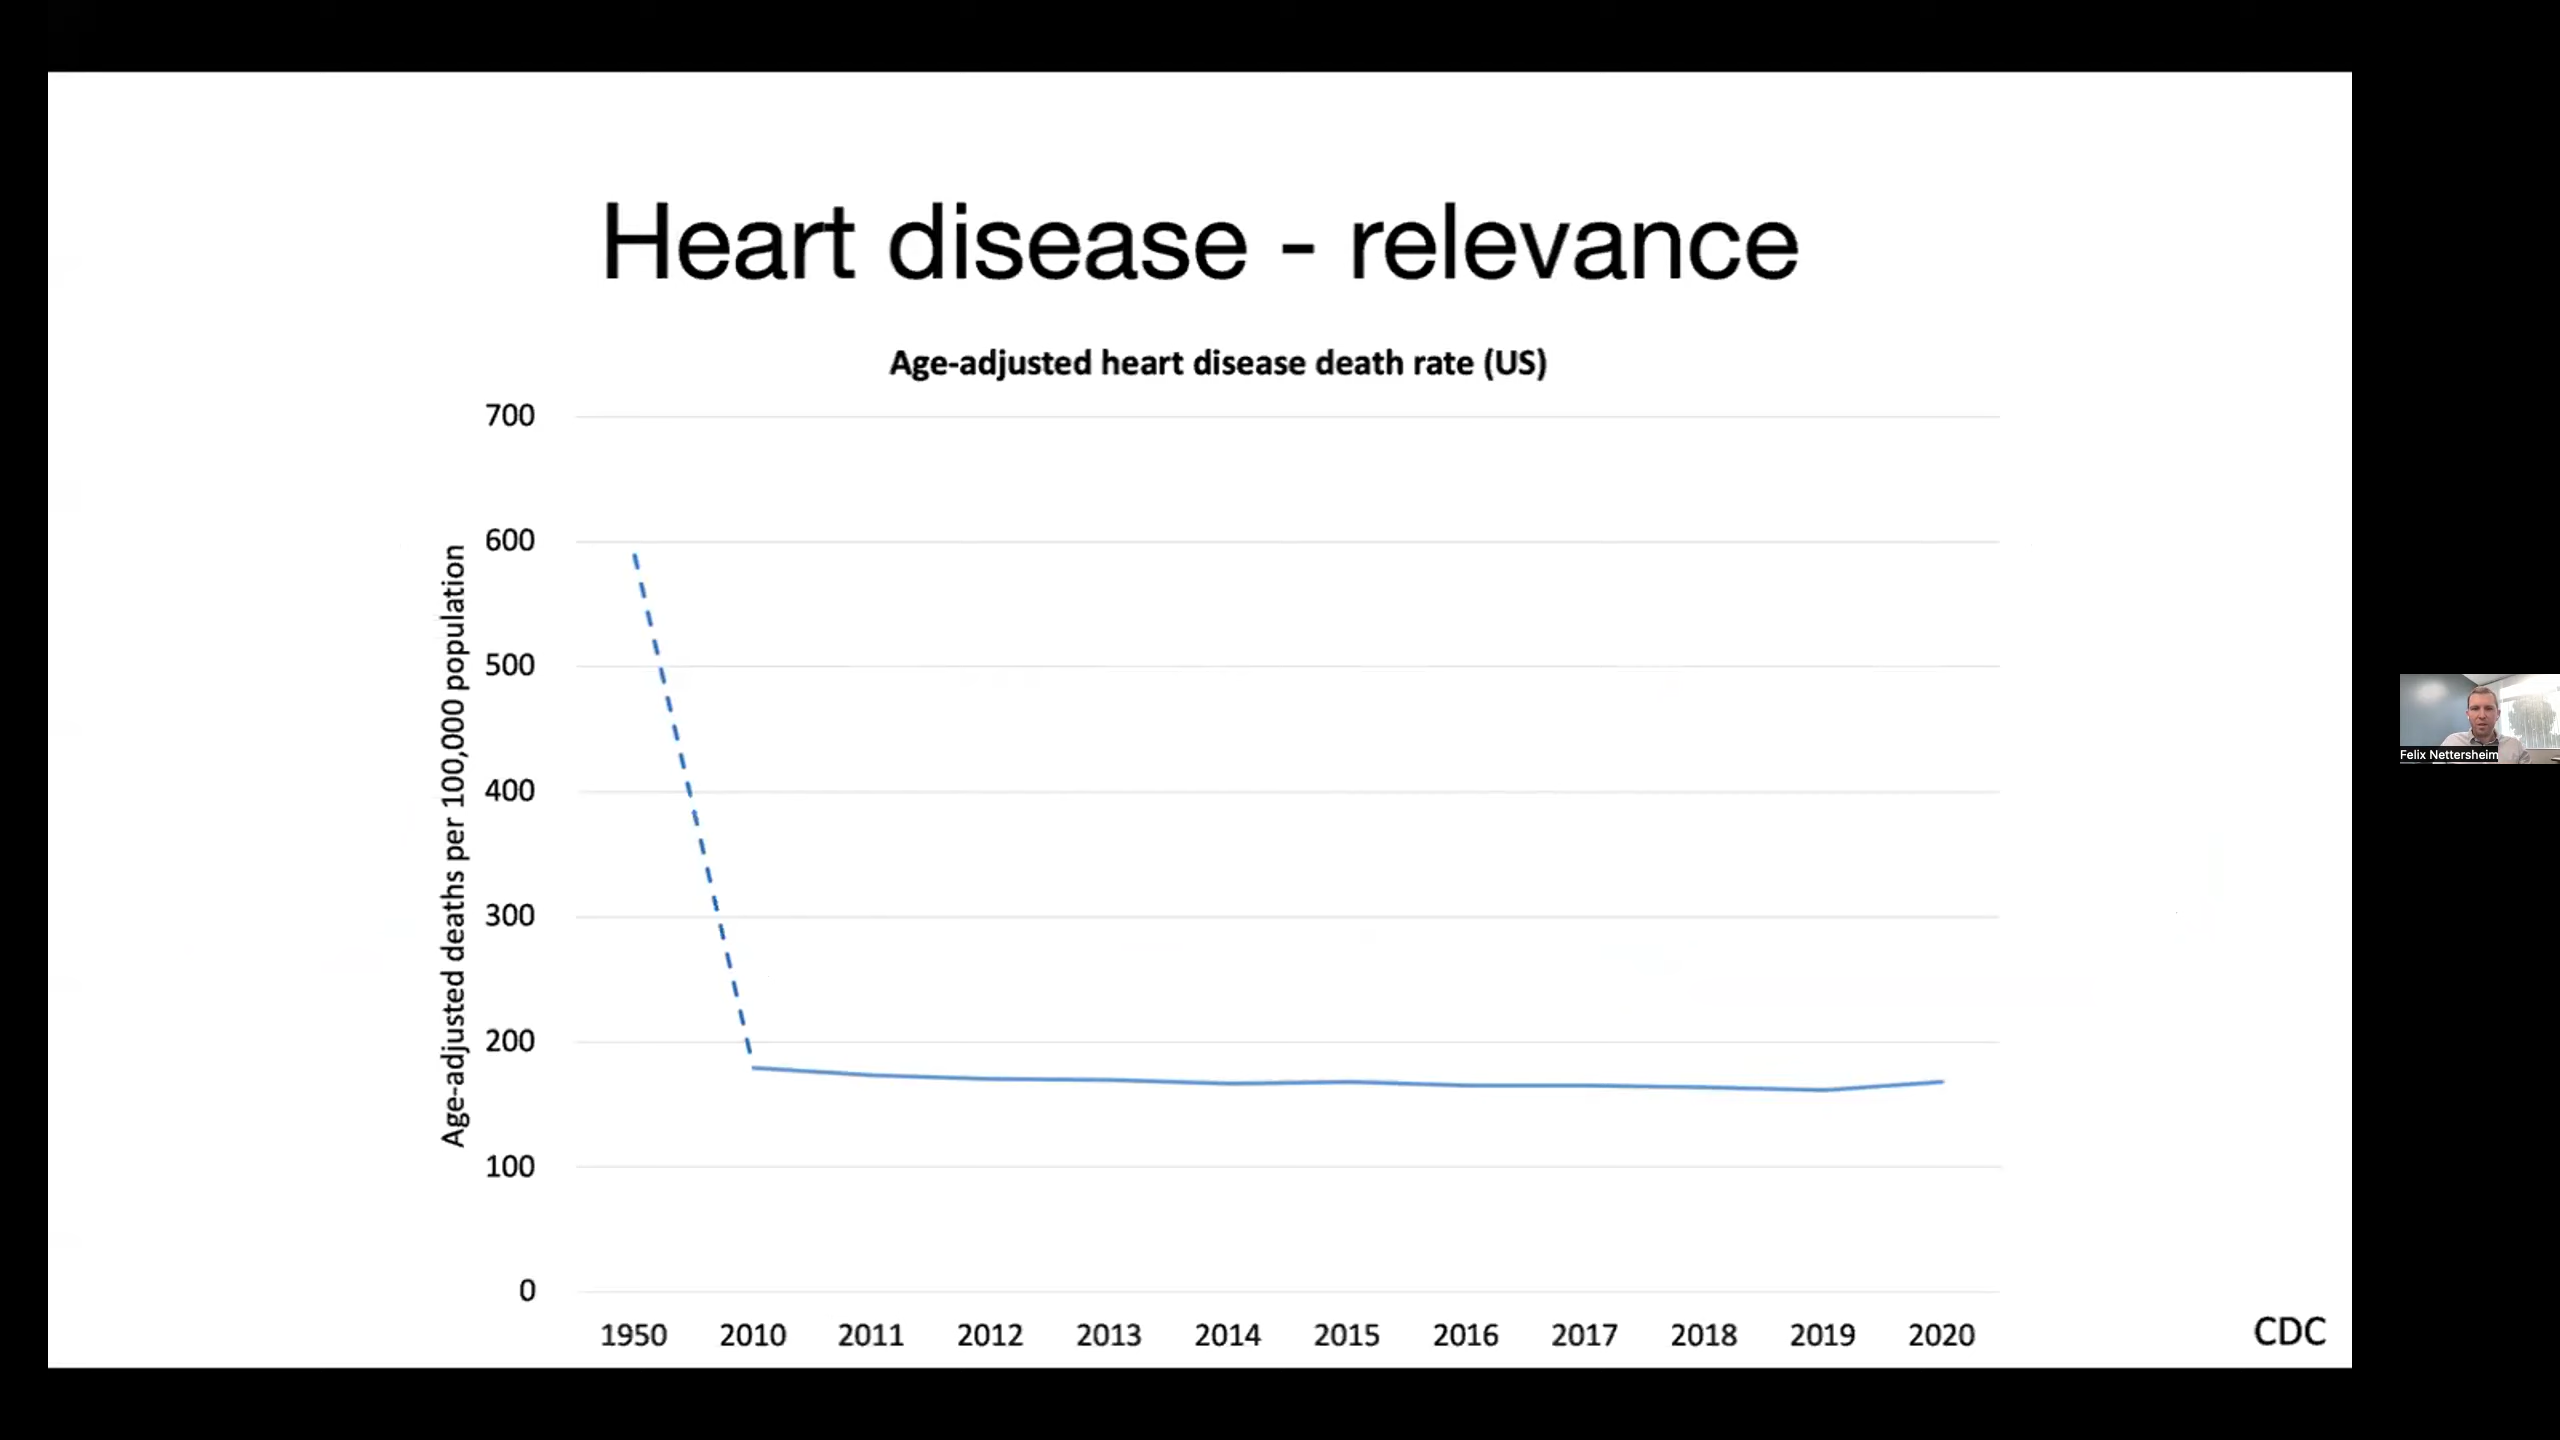 Heart disease - relevance
Age-adjusted heart disease death rate (US)
Age-adjusted deaths per 100,000 population
700
600
500
400
300
200
100
0
1950 2010 2011 2012 2013 2014 2015 2016 2017 2018 2019 2020
CDC
Felix Nettersheim